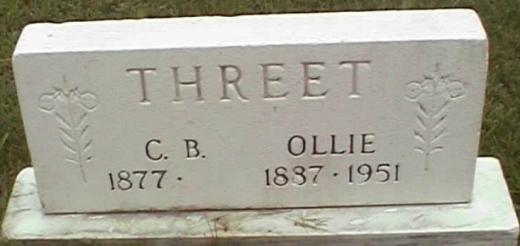 THREET
C. B. OLLIE
1877 · 1887 · 1951